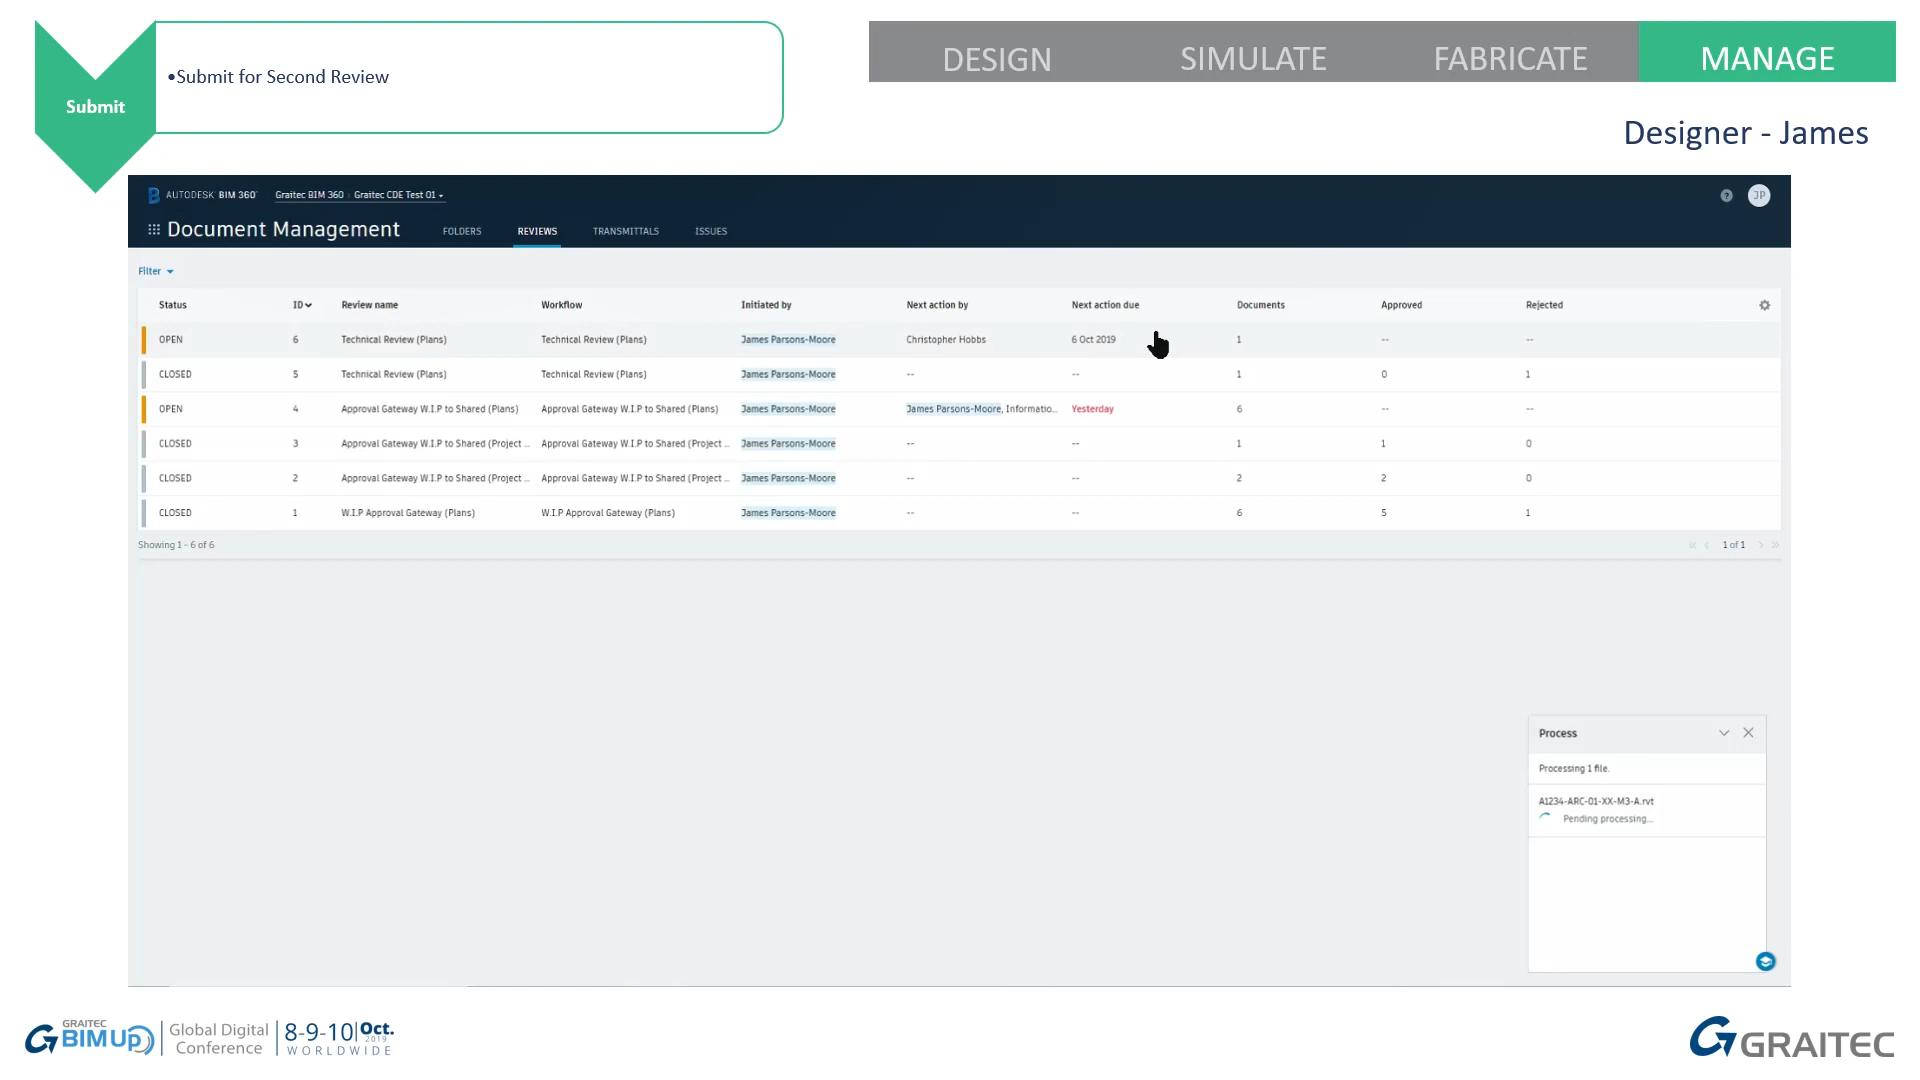 Submit
•Submit for Second Review
DESIGN SIMULATE FABRICATE MANAGE
Designer - James
AUTODESK BIM 360 Graitec BIM 360 › Graitec CDE Test 01 JP
Document Management FOLDERS REVIEWS TRANSMITTALS ISSUES
Filter
Status ID Review name Workflow Initiated by Next action by Next action due Documents Approved Rejected
OPEN 6 Technical Review (Plans) Technical Review (Plans) James Parsons-Moore Christopher Hobbs 6 Oct 2019 1 -- --
CLOSED 5 Technical Review (Plans) Technical Review (Plans) James Parsons-Moore -- -- 1 0 1
OPEN 4 Approval Gateway W.I.P to Shared (Plans) Approval Gateway W.I.P to Shared (Plans) James Parsons-Moore James Parsons-Moore, Informatio... Yesterday 6 -- --
CLOSED 3 Approval Gateway W.I.P to Shared (Project ... Approval Gateway W.I.P to Shared (Project ... James Parsons-Moore -- -- 1 1 0
CLOSED 2 Approval Gateway W.I.P to Shared (Project ... Approval Gateway W.I.P to Shared (Project ... James Parsons-Moore -- -- 2 2 0
CLOSED 1 W.I.P Approval Gateway (Plans) W.I.P Approval Gateway (Plans) James Parsons-Moore -- -- 6 5 1
Showing 1 - 6 of 6 1 of 1
Process
Processing 1 file.
A1234-ARC-01-XX-M3-A.rvt
Pending processing...
GRAITEC
BIMUp
Global Digital
Conference
8-9-10 Oct.
2019
WORLDWIDE
GRAITEC